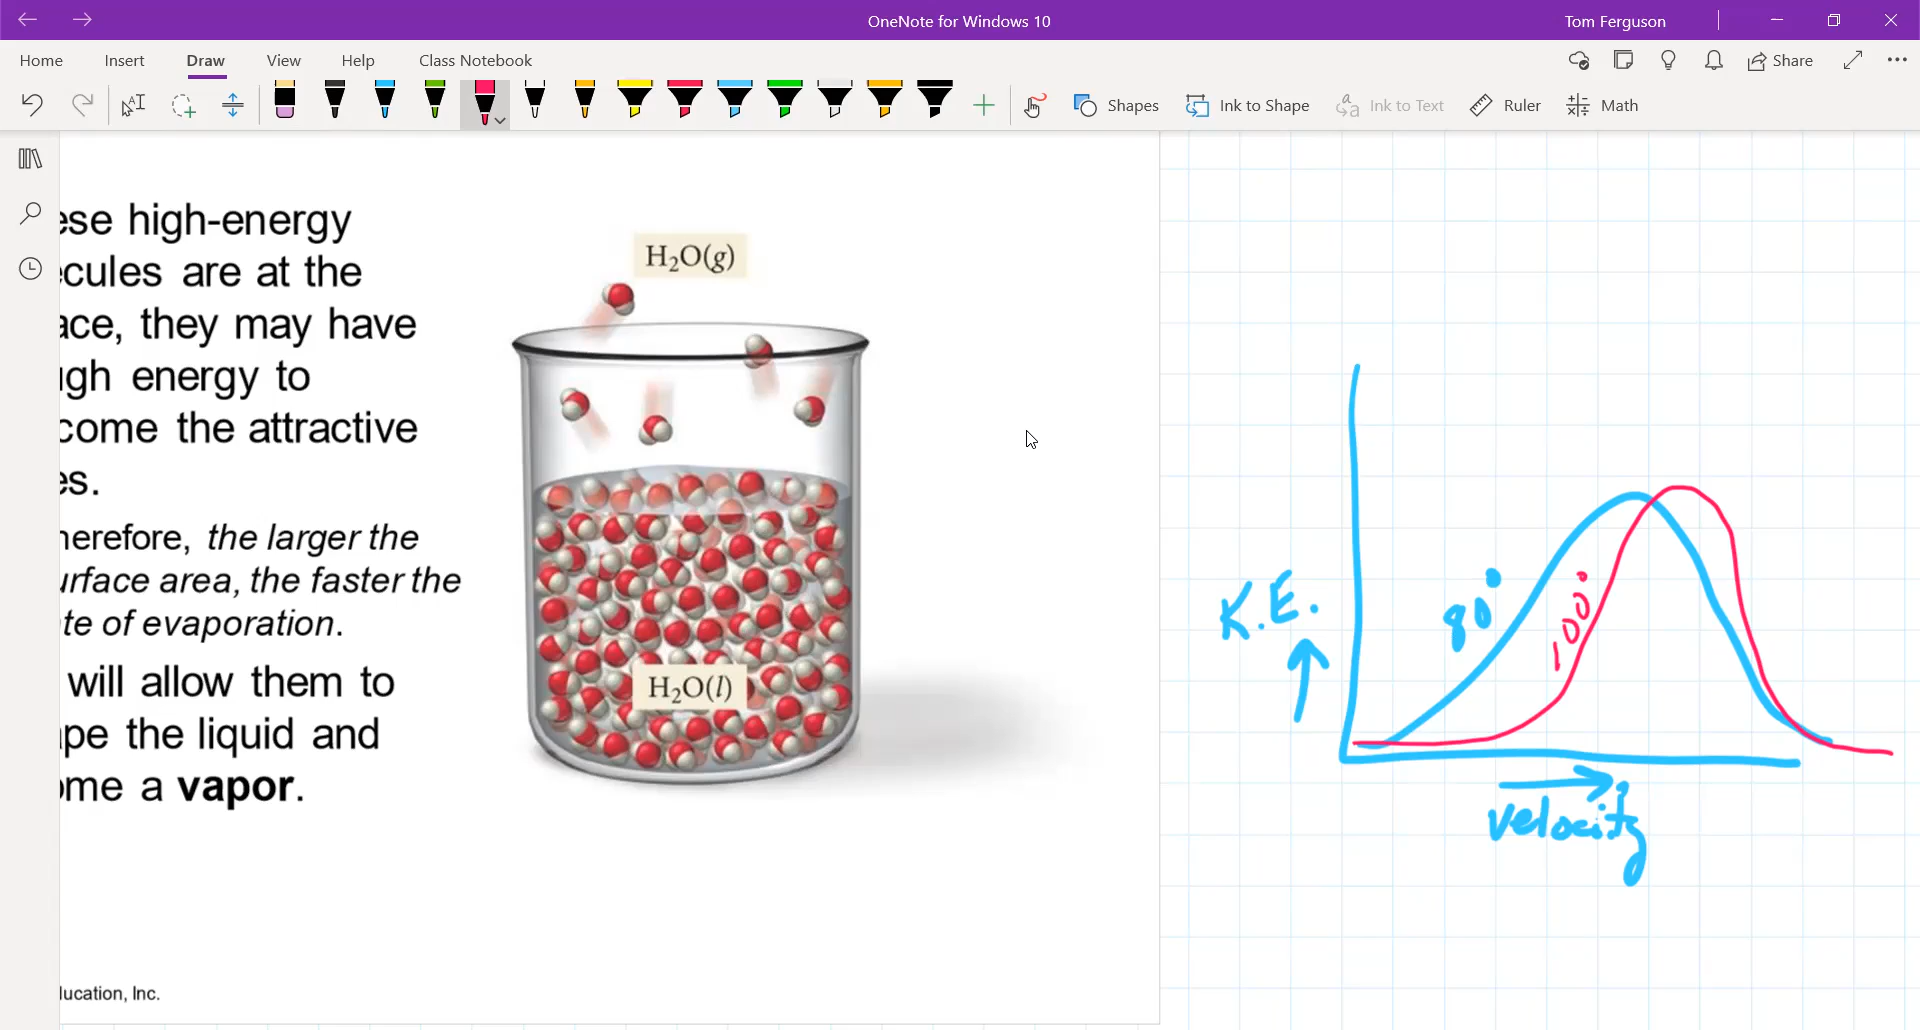 OneNote for Windows 10
Tom Ferguson
Home Insert Draw View Help Class Notebook
Share
Shapes Ink to Shape Ink to Text Ruler Math
ese high-energy
cules are at the
ace, they may have
gh energy to
come the attractive
es.
herefore, the larger the
urface area, the faster the
te of evaporation.
will allow them to
pe the liquid and
me a vapor.
H₂O(g)
H₂O(l)
K.E.
80°
100°
velocity
ducation, Inc.